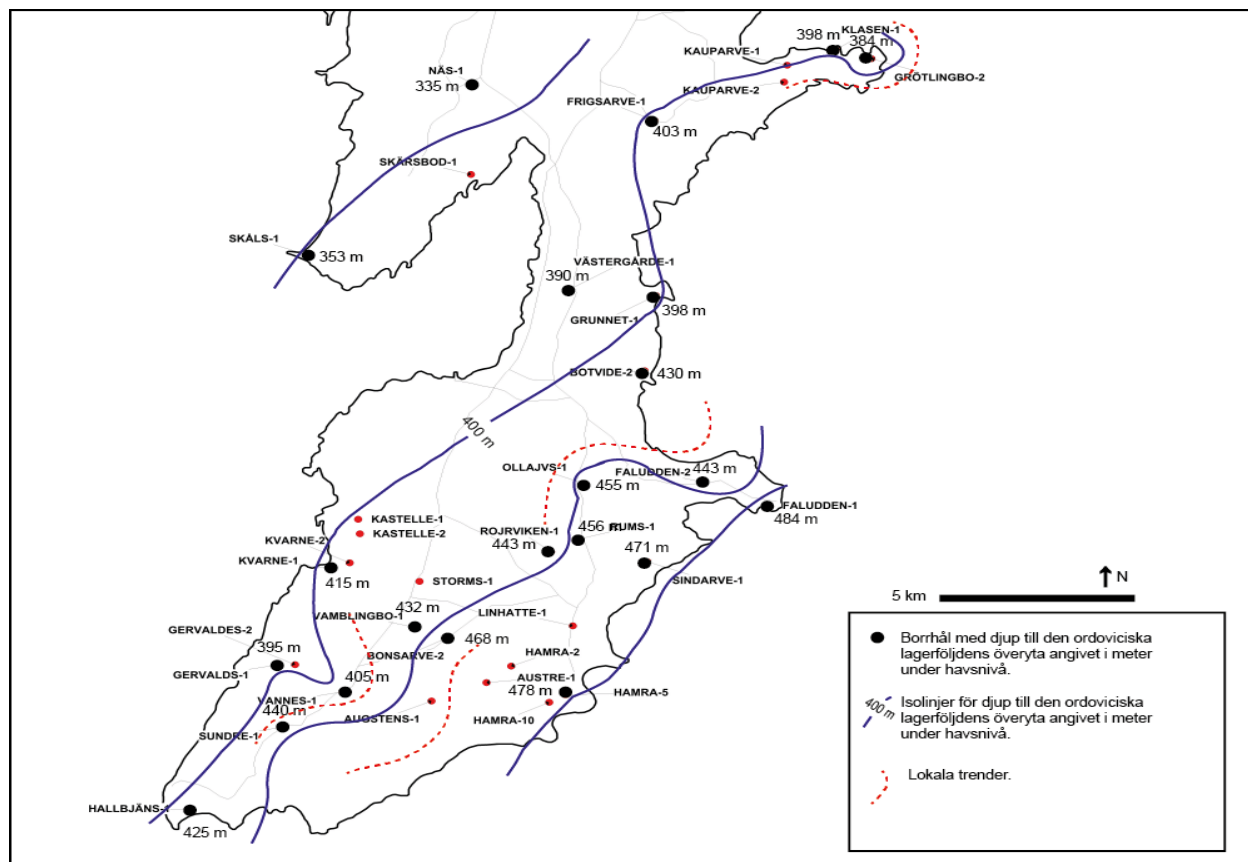 398 m
KLASEN-1
384 m
KAUPARVE-1
NÄS-1
335 m
GRÖTLINGBO-2
KAUPARVE-2
FRIGSARVE-1
403 m
SKÄRSBOD-1
SKÅLS-1
353 m
VÄSTERGÅRDE-1
390 m
398 m
GRUNNET-1
BOTVIDE-2
430 m
400 m
OLLAJVS-1
FALUDDEN-2
443 m
455 m
FALUDDEN-1
484 m
KASTELLE-1
KASTELLE-2
KVARNE-2
KVARNE-1
415 m
ROJRVIKEN-1
443 m
456 m
RUMS-1
471 m
SINDARVE-1
STORMS-1
432 m
VAMBLINGBO-1
LINHATTE-1
GERVALDES-2
395 m
GERVALDS-1
468 m
BONSARVE-2
HAMRA-2
405 m
AUSTRE-1
478 m
HAMRA-5
VANNES-1
440 m
AUGSTENS-1
HAMRA-10
SUNDRE-1
HALLBJÄNS-1
425 m
N
5 km
Borrhål med djup till den ordoviciska
lagerföljdens överyta angivet i meter
under havsnivå.
400 m
Isolinjer för djup till den ordoviciska
lagerföljdens överyta angivet i meter
under havsnivå.
Lokala trender.